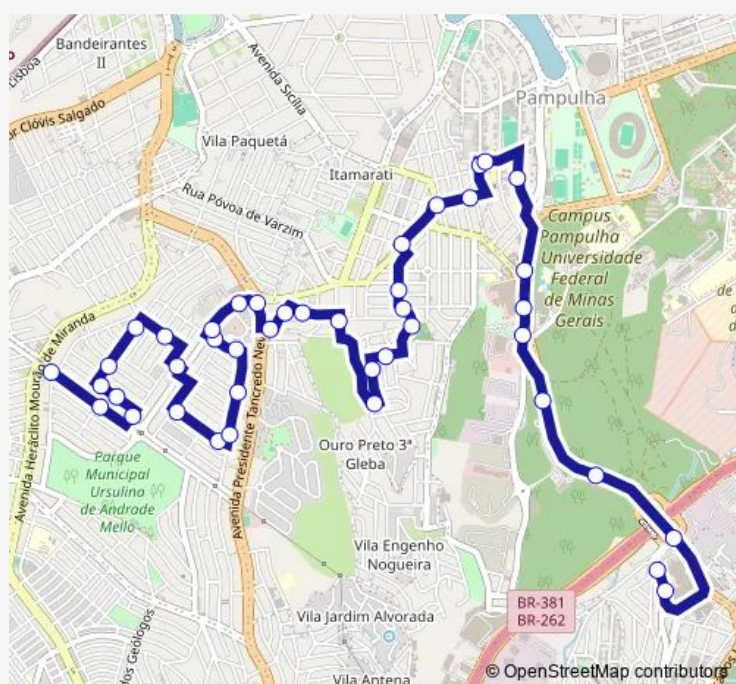 Bandeirantes
II
Lisboa
or Clóvis Salgado
Avenida Sicília
Pampulha
Vila Paquetá
Itamarati
Rua Póvoa de Varzim
Campus
Pampulha
Universidade
Federal
de Minas
Gerais
Avenida Heráclito Mourão de Miranda
Avenida Presidente Tancredo Nev
Ouro Preto 3ª
Gleba
Parque
Municipal
Ursulina
de Andrade
Mello
Vila Engenho
Nogueira
BR-381
BR-262
Vila Jardim Alvorada
dos Geólogos
Vila Antena
© OpenStreetMap contributors